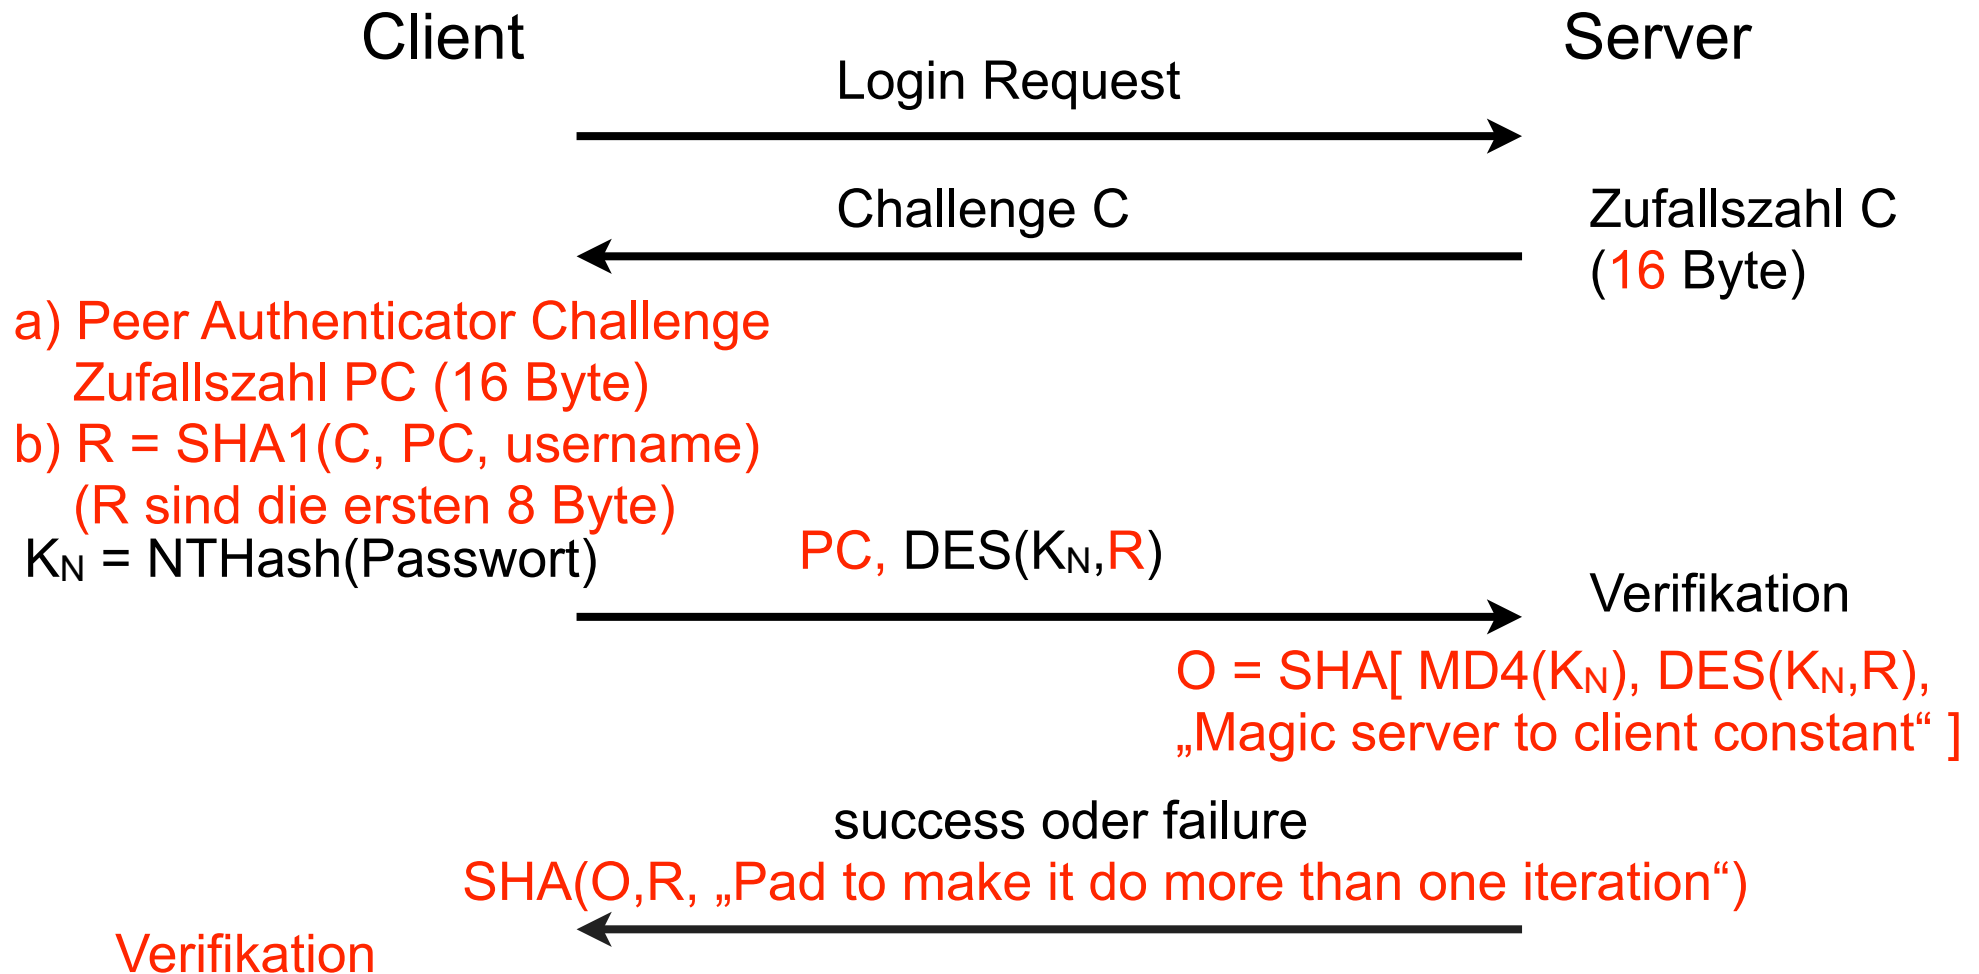 Client
Server
Login Request
Challenge C
Zufallszahl C
(16 Byte)
a) Peer Authenticator Challenge
Zufallszahl PC (16 Byte)
b) R = SHA1(C, PC, username)
(R sind die ersten 8 Byte)
KN = NTHash(Passwort)
PC, DES(KN,R)
Verifikation
O = SHA[ MD4(KN), DES(KN,R),
„Magic server to client constant“ ]
success oder failure
SHA(O,R, „Pad to make it do more than one iteration“)
Verifikation